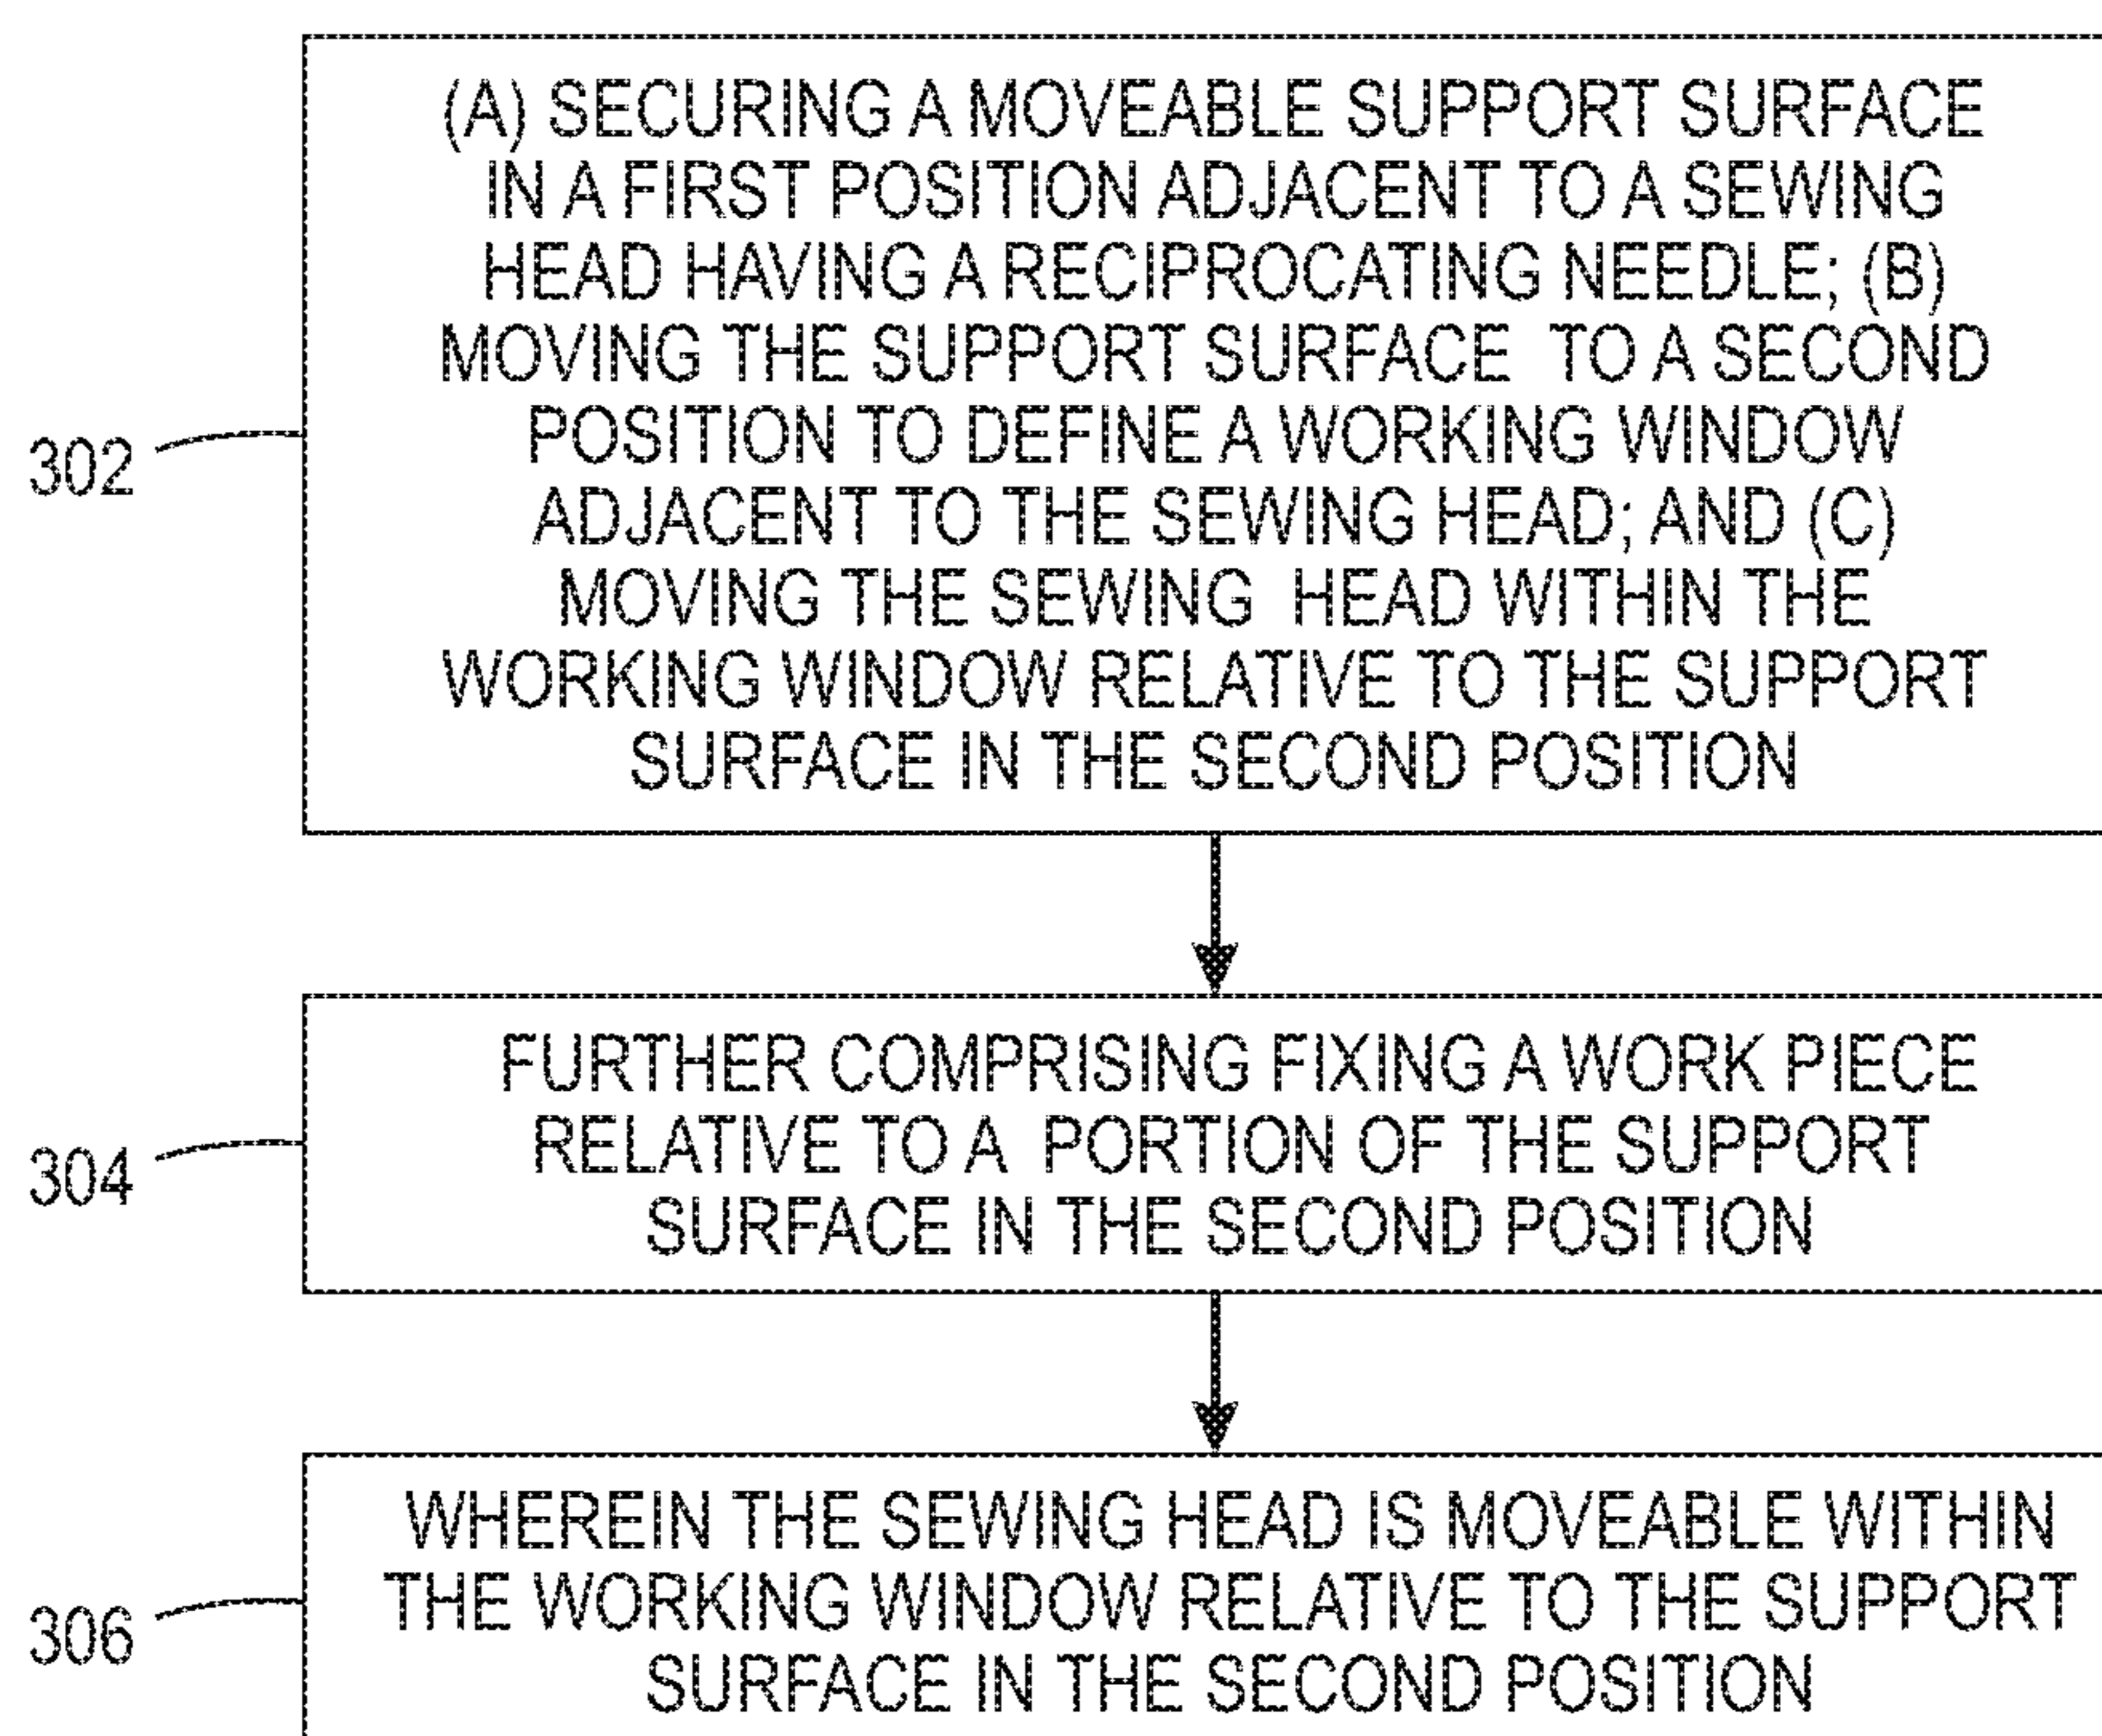 (A) SECURING A MOVEABLE SUPPORT SURFACE
IN A FIRST POSITION ADJACENT TO A SEWING
HEAD HAVING A RECIPROCATING NEEDLE; (B)
MOVING THE SUPPORT SURFACE TO A SECOND
POSITION TO DEFINE A WORKING WINDOW
ADJACENT TO THE SEWING HEAD; AND (C)
MOVING THE SEWING HEAD WITHIN THE
WORKING WINDOW RELATIVE TO THE SUPPORT
SURFACE IN THE SECOND POSITION
302
FURTHER COMPRISING FIXING A WORK PIECE
RELATIVE TO A PORTION OF THE SUPPORT
SURFACE IN THE SECOND POSITION
304
WHEREIN THE SEWING HEAD IS MOVEABLE WITHIN
THE WORKING WINDOW RELATIVE TO THE SUPPORT
SURFACE IN THE SECOND POSITION
306